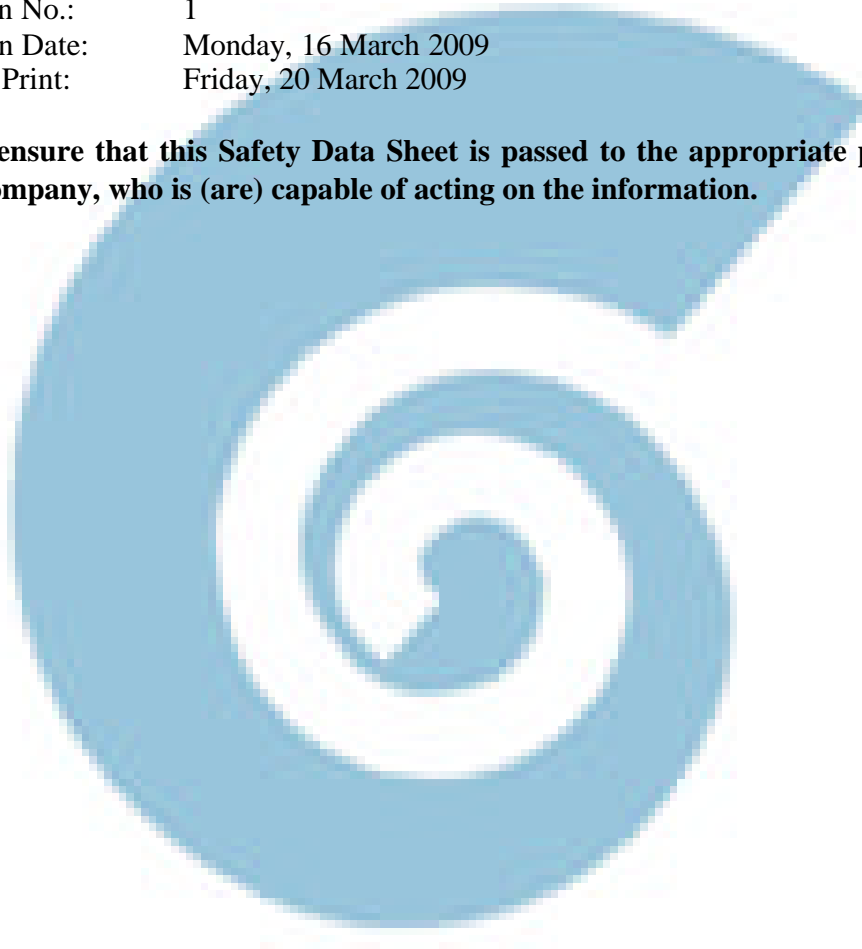 n No.: 1
n Date: Monday, 16 March 2009
Print: Friday, 20 March 2009
ensure that this Safety Data Sheet is passed to the appropriate p
ompany, who is (are) capable of acting on the information.